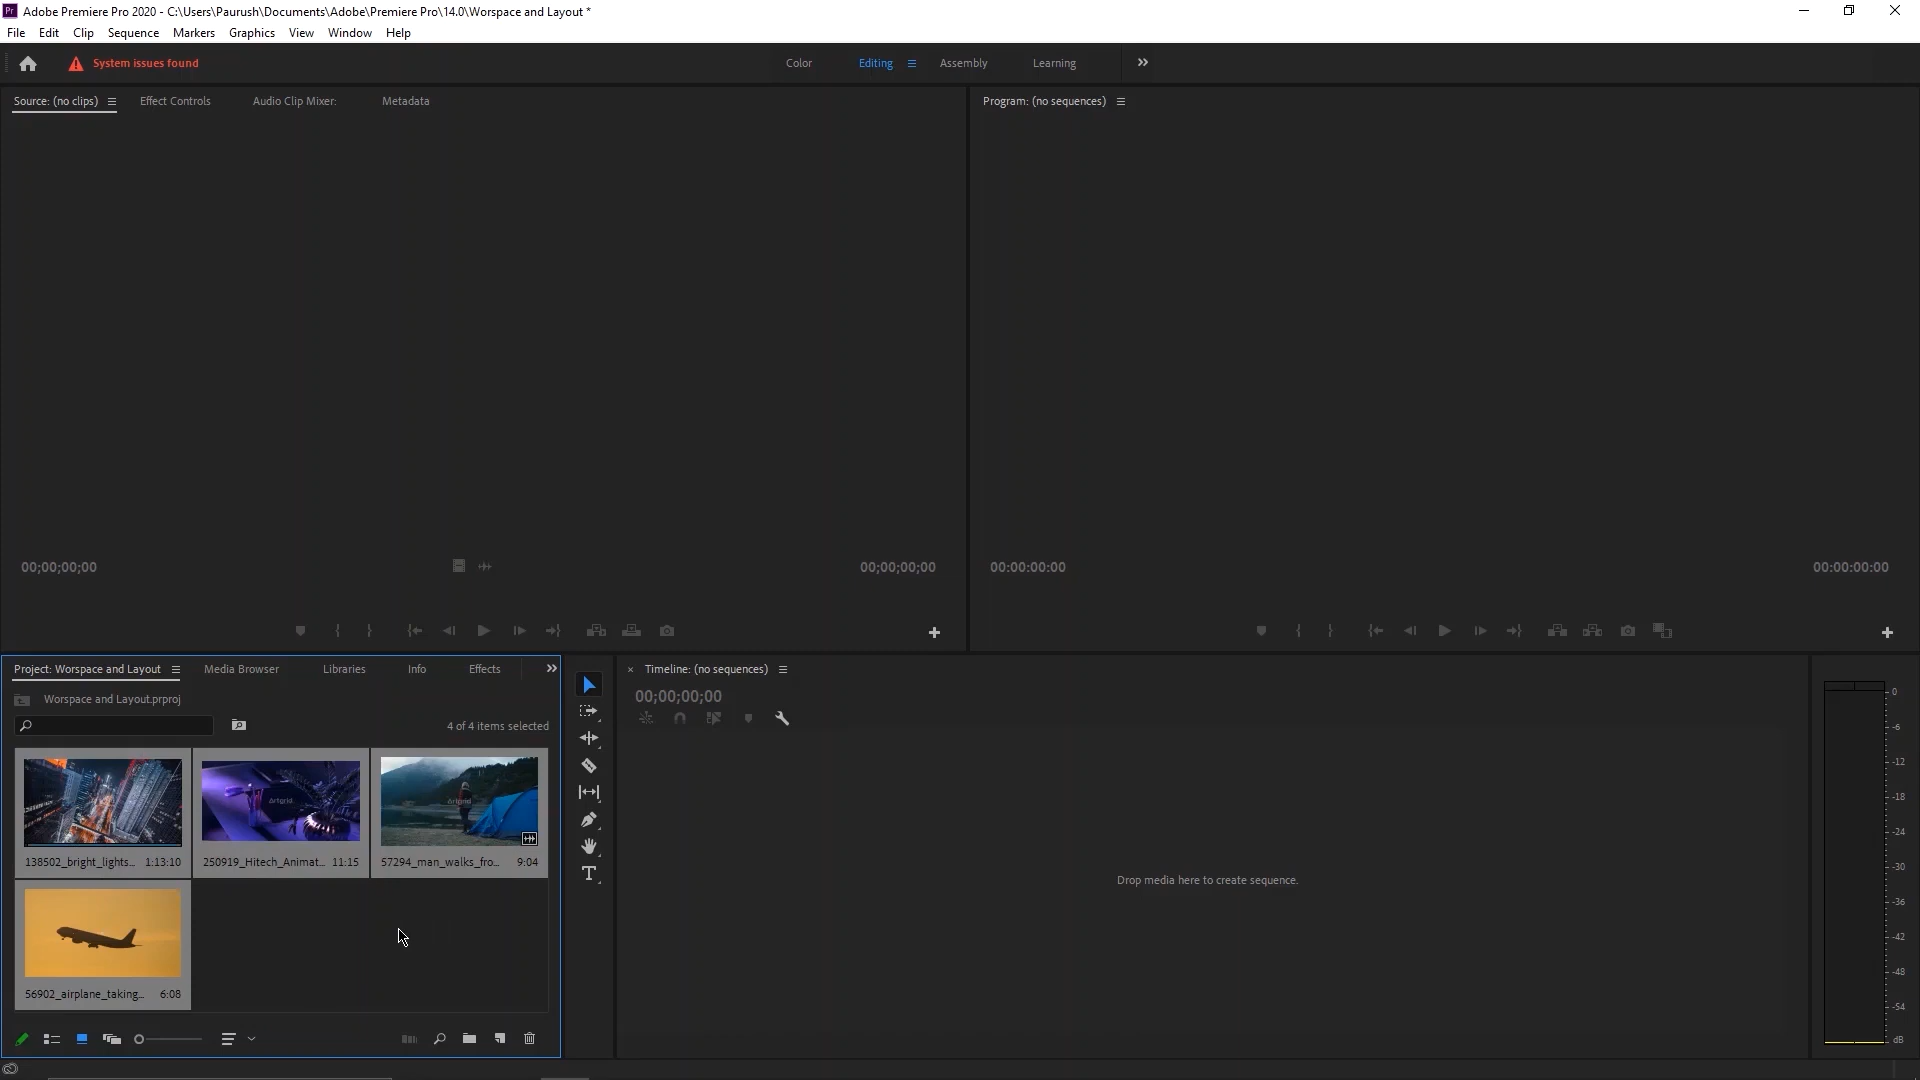 Pr Adobe Premiere Pro 2020 - C:\Users\Paurush\Documents\Adobe\Premiere Pro\14.0\Worspace and Layout *
File Edit Clip Sequence Markers Graphics View Window Help
System issues found
Color Editing Assembly Learning
Source: (no clips) Effect Controls Audio Clip Mixer: Metadata
Program: (no sequences)
00;00;00;00 00;00;00;00
00:00:00:00 00:00:00:00
Project: Worspace and Layout Media Browser Libraries Info Effects
Worspace and Layout.prproj
4 of 4 items selected
Artgrid
Artgrid
138502_bright_lights... 1:13:10
250919_Hitech_Animat... 11:15
57294_man_walks_fro... 9:04
56902_airplane_taking... 6:08
T
Timeline: (no sequences)
00;00;00;00
Drop media here to create sequence.
0
-6
-12
-18
-24
-30
-36
-42
-48
-54
dB